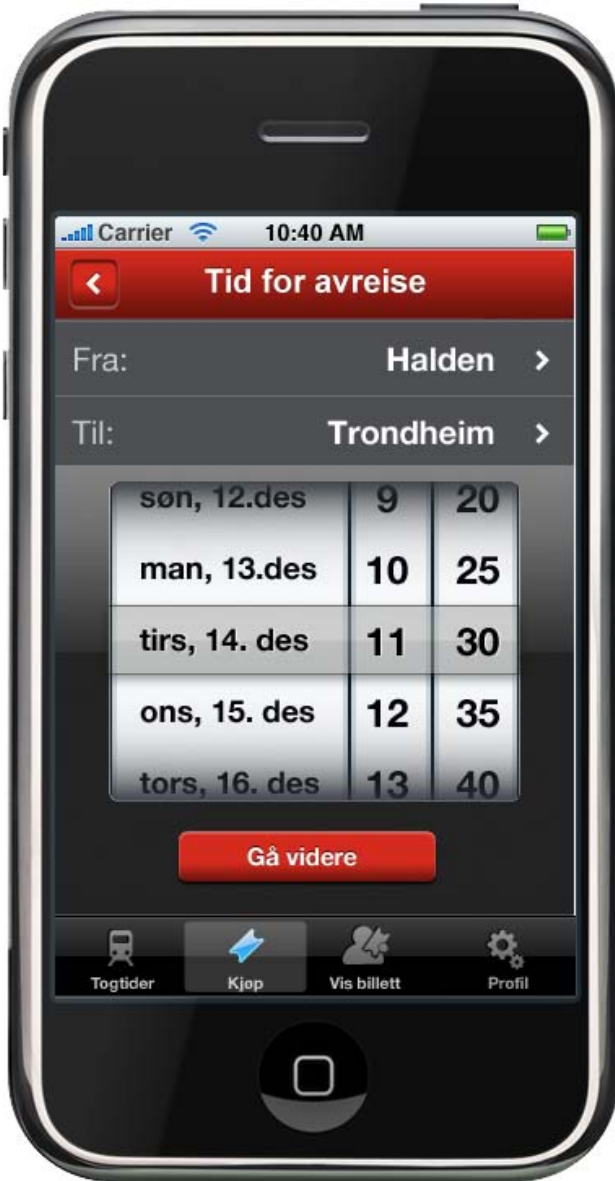 Carrier 10:40 AM
Tid for avreise
Fra: Halden
Til: Trondheim
søn, 12.des 9 20
man, 13.des 10 25
tirs, 14. des 11 30
ons, 15. des 12 35
tors, 16. des 13 40
Gå videre
Togtider Kjøp Vis billett Profil